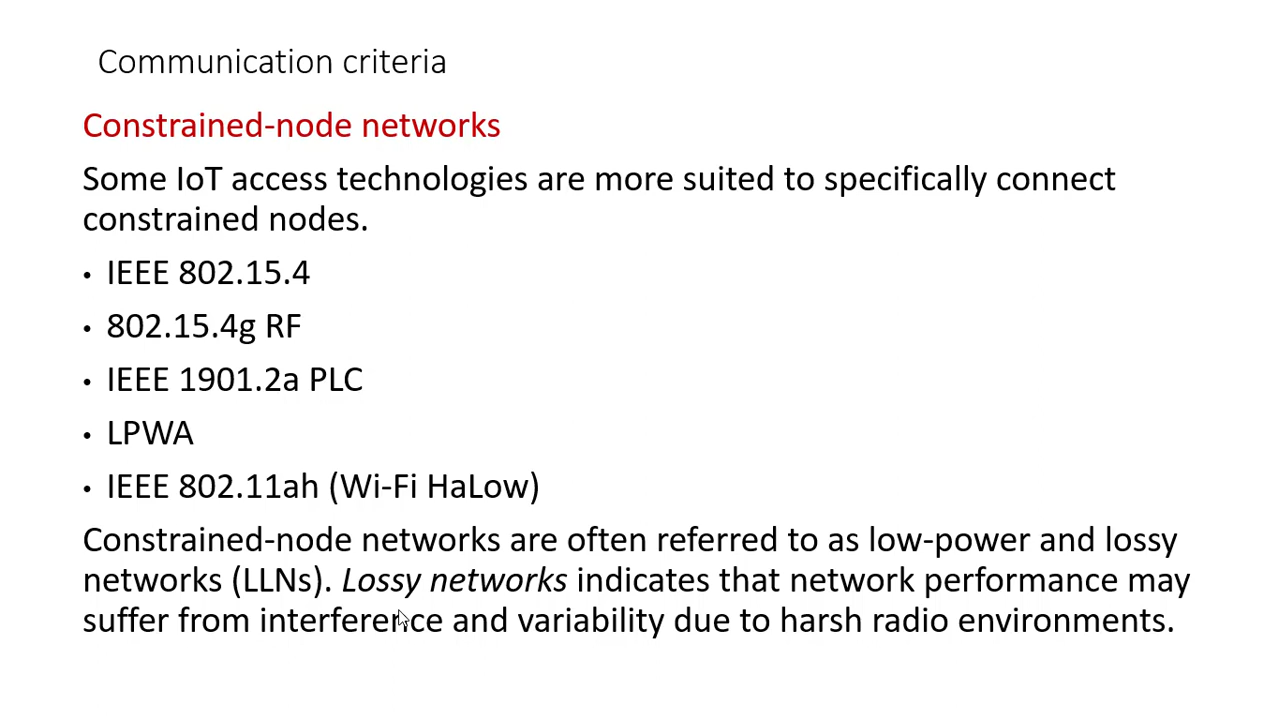 Communication criteria
Constrained-node networks
Some IoT access technologies are more suited to specifically connect
constrained nodes.
• IEEE 802.15.4
• 802.15.4g RF
• IEEE 1901.2a PLC
• LPWA
• IEEE 802.11ah (Wi-Fi HaLow)
Constrained-node networks are often referred to as low-power and lossy
networks (LLNs). Lossy networks indicates that network performance may
suffer from interference and variability due to harsh radio environments.